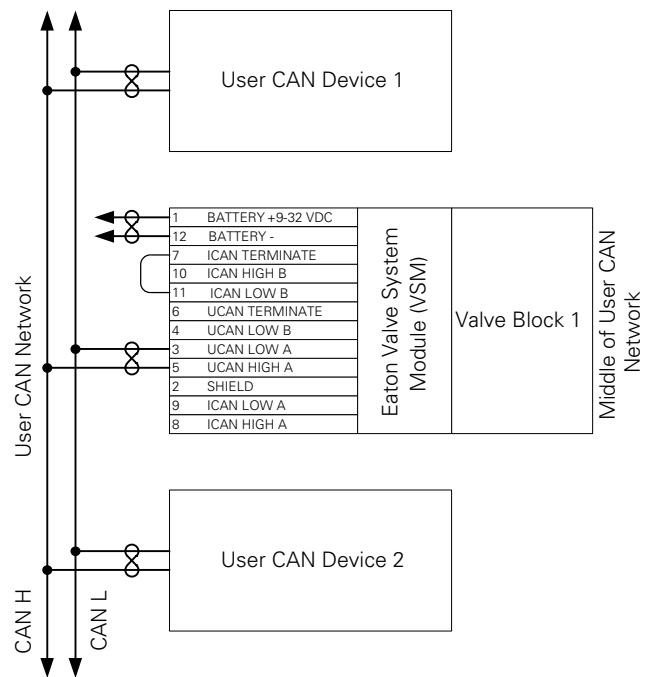 User CAN Device 1
1 BATTERY +9-32 VDC
12 BATTERY -
7 ICAN TERMINATE
10 ICAN HIGH B
11 ICAN LOW B
6 UCAN TERMINATE
4 UCAN LOW B
3 UCAN LOW A
5 UCAN HIGH A
2 SHIELD
9 ICAN LOW A
8 ICAN HIGH A
Eaton Valve System
Module (VSM)
Valve Block 1
Middle of User CAN
Network
User CAN Network
User CAN Device 2
CAN H
CAN L